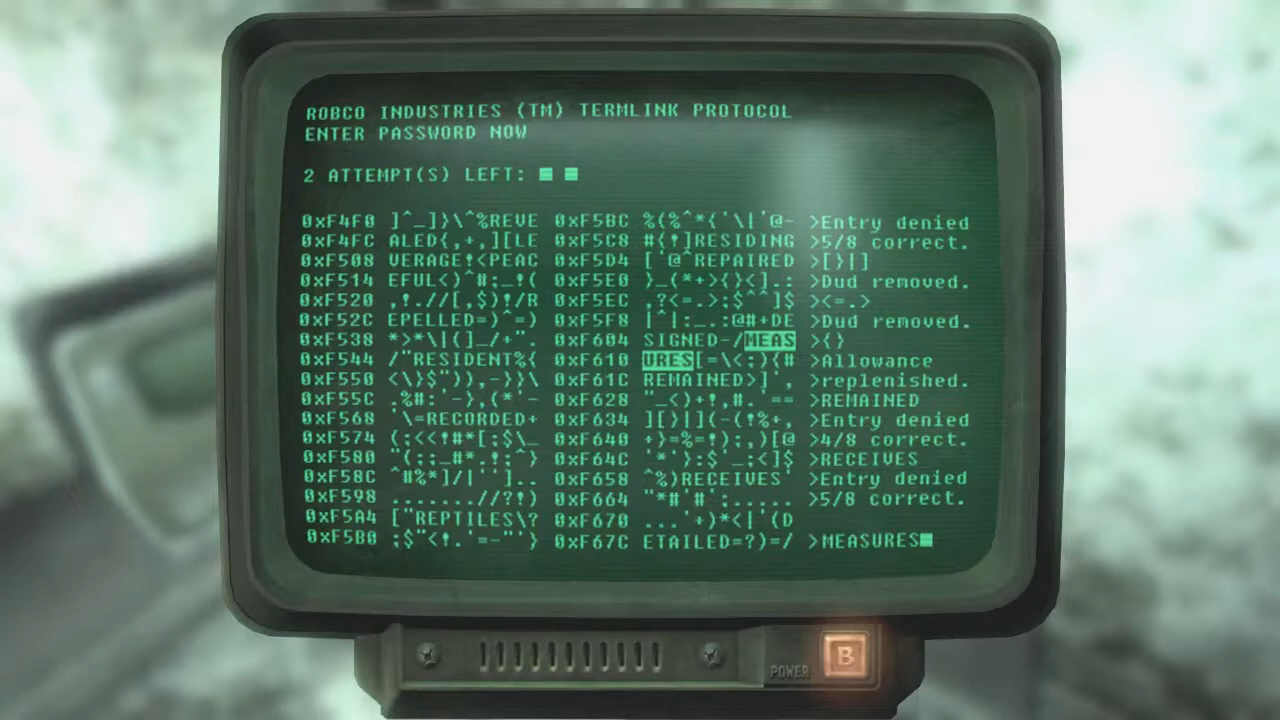 ROBCO INDUSTRIES (TM) TERMLINK PROTOCOL
ENTER PASSWORD NOW
2 ATTEMPT(S) LEFT: ■ ■
0xF4F0 ]^_]}\^%REVE 0xF5BC %(%^*{'\|'@- >Entry denied
0xF4FC ALED{,+,][LE 0xF5C8 #{!]RESIDING >5/8 correct.
0xF508 VERAGE!<PEAC 0xF5D4 ['@^REPAIRED >[}|]
0xF514 EFUL<)^#:_!( 0xF5E0 }_(*+>{}<].: >Dud removed.
0xF520 ,!.//[,$)!/R 0xF5EC ,?<=.>:$^^]$ ><=.>
0xF52C EPELLED=)^=) 0xF5F8 |^|:_.:@#+DE >Dud removed.
0xF538 *>*\|(]_/+". 0xF604 SIGNED-/MEAS >{}
0xF544 /"RESIDENT%{ 0xF610 URES[=\<;){# >Allowance
0xF550 <\}$")),-}}\ 0xF61C REMAINED>]', >replenished.
0xF55C .%#:'-},(*'- 0xF628 "_<)+!,#.'== >REMAINED
0xF568 '\=RECORDED+ 0xF634 ][}|](-(!%+, >Entry denied
0xF574 (;<<!#*[;$\_ 0xF640 +}=%=!);,)[@ >4/8 correct.
0xF580 "(;;_#*.!;^} 0xF64C '*'}:$'_;<]$ >RECEIVES
0xF58C ^#%*]/|``].. 0xF658 ^%)RECEIVES' >Entry denied
0xF598 .......//?!) 0xF664 "*#'#';..... >5/8 correct.
0xF5A4 ["REPTILES\? 0xF670 ...'+)*<|'(D
0xF5B0 ;$"<!.'=-"'} 0xF67C ETAILED=?)=/ >MEASURES■
POWER
B